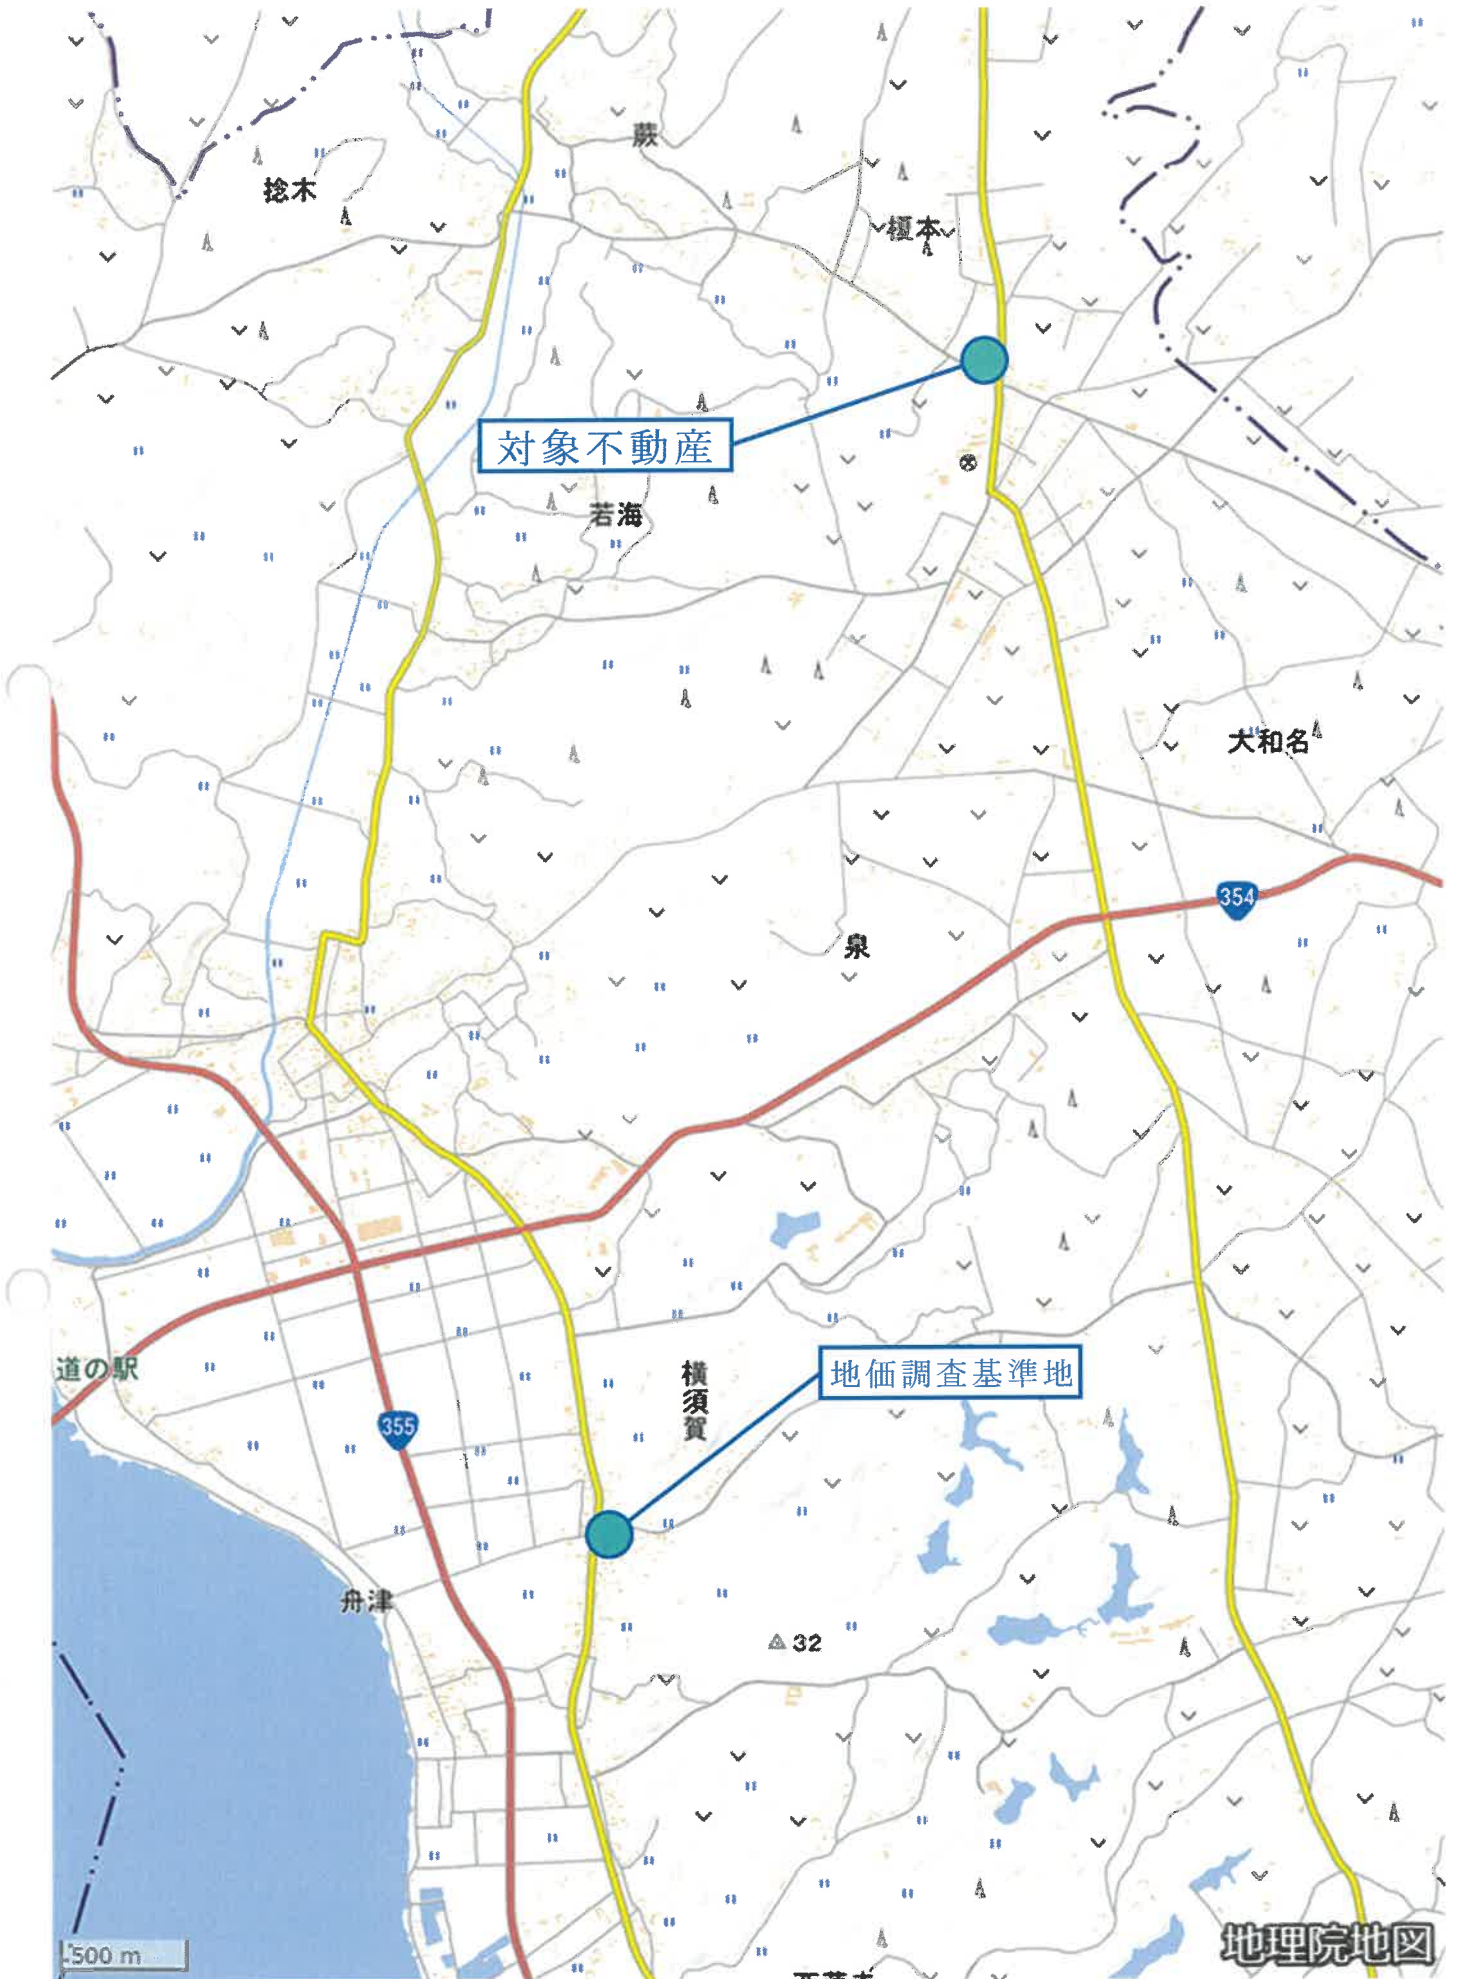 蕨
捻木
榎本
対象不動産
若海
大和名
354
泉
道の駅
地価調査基準地
横須賀
355
舟津
32
500 m
地理院地図